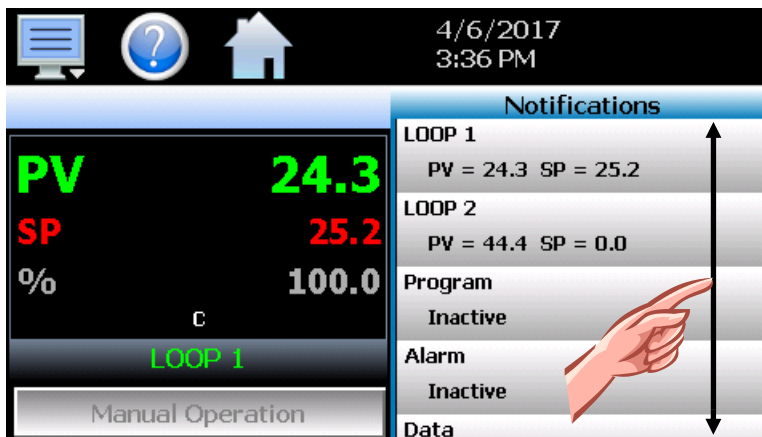 4/6/2017
3:36 PM
PV 24.3
SP 25.2
% 100.0
C
LOOP 1
Manual Operation
Notifications
LOOP 1
PV = 24.3 SP = 25.2
LOOP 2
PV = 44.4 SP = 0.0
Program
Inactive
Alarm
Inactive
Data